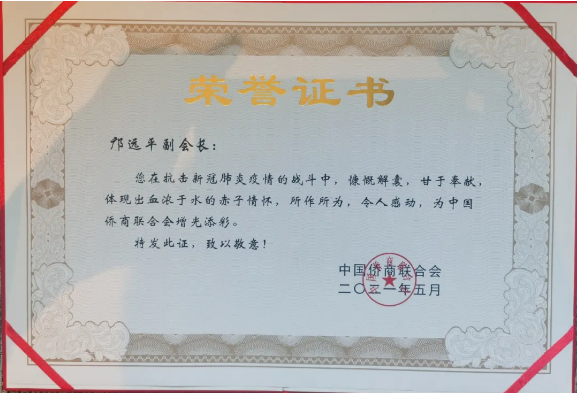 荣誉证书
邝远平副会长：
您在抗击新冠肺炎疫情的战斗中，慷慨解囊，甘于奉献，
体现出血浓于水的赤子情怀，所作所为，令人感动，为中国
侨商联合会增光添彩。
特发此证，致以敬意！
中国侨商联合会
二〇二一年五月